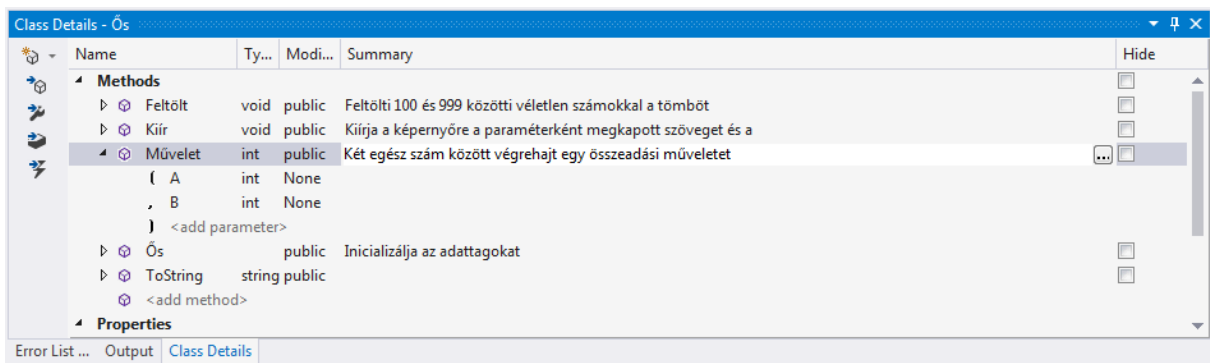 Class Details - Ős
Name Ty... Modi... Summary Hide
Methods
Feltölt void public Feltölti 100 és 999 közötti véletlen számokkal a tömböt
Kiír void public Kiírja a képernyőre a paraméterként megkapott szöveget és a
Művelet int public Két egész szám között végrehajt egy összeadási műveletet ...
( A int None
, B int None
) <add parameter>
Ős public Inicializálja az adattagokat
ToString string public
<add method>
Properties
Error List ... Output Class Details